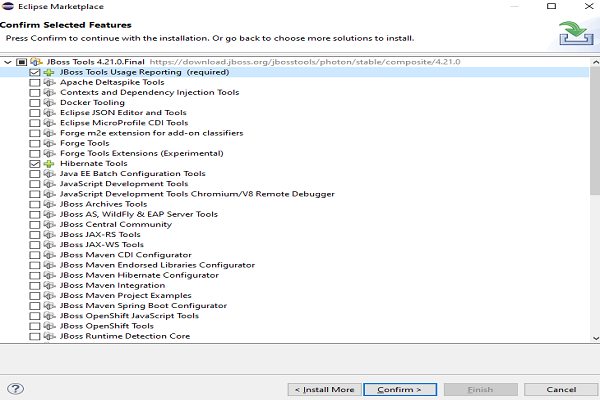 Eclipse Marketplace
Confirm Selected Features
Press Confirm to continue with the installation. Or go back to choose more solutions to install.
JBoss Tools 4.21.0.Final https://download.jboss.org/jbosstools/photon/stable/composite/4.21.0
JBoss Tools Usage Reporting (required)
Apache Deltaspike Tools
Contexts and Dependency Injection Tools
Docker Tooling
Eclipse JSON Editor and Tools
Eclipse MicroProfile CDI Tools
Forge m2e extension for add-on classifiers
Forge Tools
Forge Tools Extensions (Experimental)
Hibernate Tools
Java EE Batch Configuration Tools
JavaScript Development Tools
JavaScript Development Tools Chromium/V8 Remote Debugger
JBoss Archives Tools
JBoss AS, WildFly & EAP Server Tools
JBoss Central Community
JBoss JAX-RS Tools
JBoss JAX-WS Tools
JBoss Maven CDI Configurator
JBoss Maven Endorsed Libraries Configurator
JBoss Maven Hibernate Configurator
JBoss Maven Integration
JBoss Maven Project Examples
JBoss Maven Spring Boot Configurator
JBoss OpenShift JavaScript Tools
JBoss OpenShift Tools
JBoss Runtime Detection Core
< Install More
Confirm >
Finish
Cancel